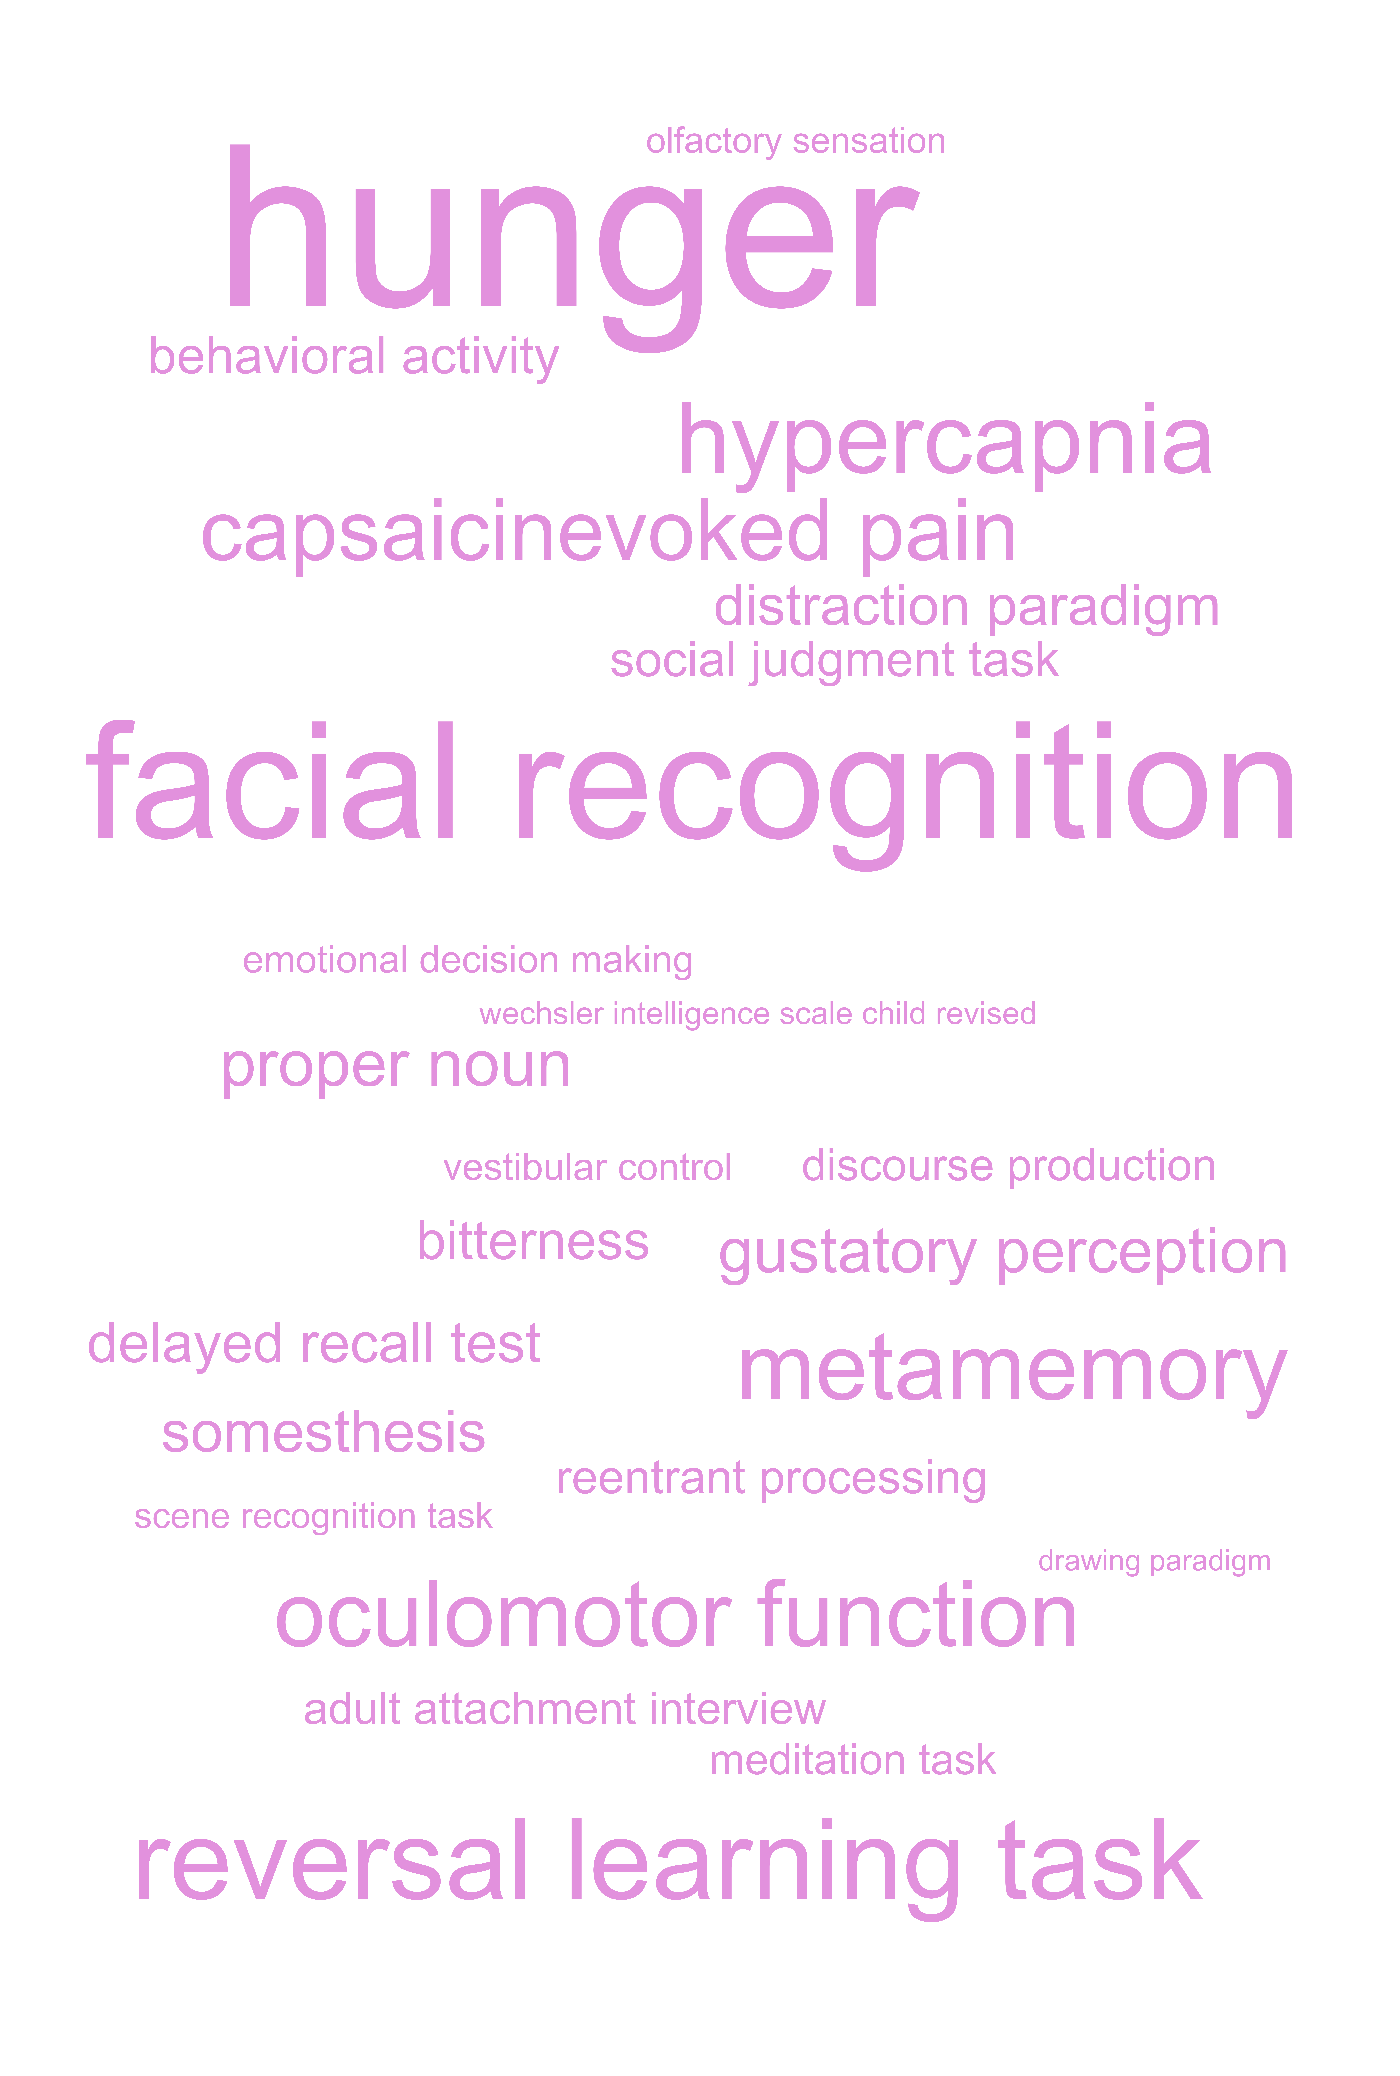 olfactory sensation
hunger
behavioral activity
hypercapnia
capsaicinevoked pain
distraction paradigm
social judgment task
facial recognition
emotional decision making
wechsler intelligence scale child revised
proper noun
vestibular control
discourse production
bitterness
gustatory perception
delayed recall test
metamemory
somesthesis
reentrant processing
scene recognition task
drawing paradigm
oculomotor function
adult attachment interview
meditation task
reversal learning task